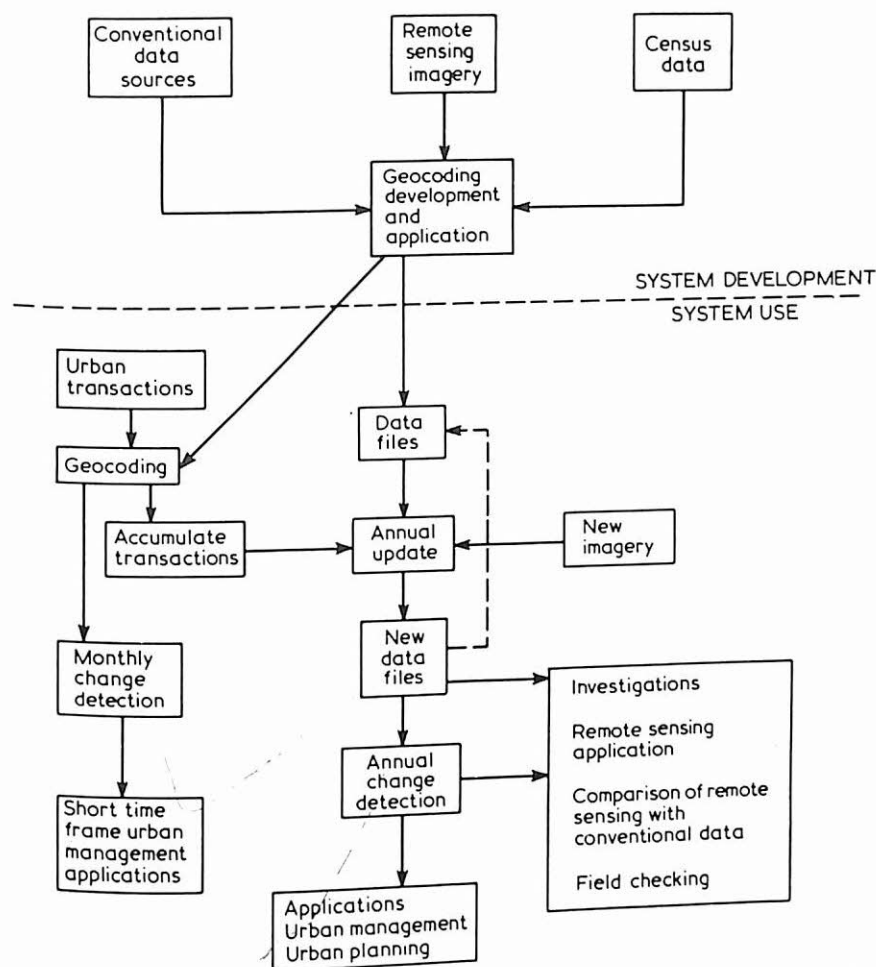 Conventional
data
sources
Remote
sensing
imagery
Census
data
Geocoding
development
and
application
SYSTEM DEVELOPMENT
SYSTEM USE
Urban
transactions
Data
files
Geocoding
Accumulate
transactions
Annual
update
New
imagery
Monthly
change
detection
New
data
files
Investigations
Remote sensing
application
Comparison of remote
sensing with
conventional data
Field checking
Annual
change
detection
Short time
frame urban
management
applications
Applications
Urban management
Urban planning